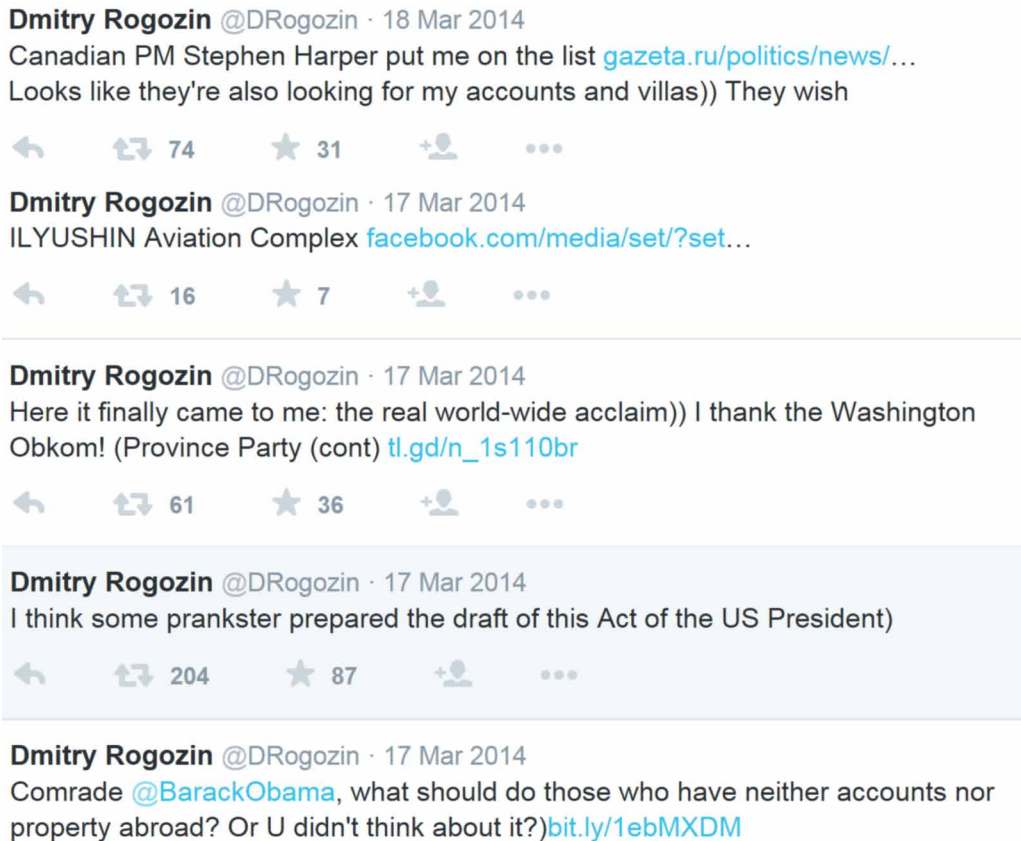 Dmitry Rogozin @DRogozin · 18 Mar 2014
Canadian PM Stephen Harper put me on the list gazeta.ru/politics/news/…
Looks like they're also looking for my accounts and villas)) They wish
74 31
Dmitry Rogozin @DRogozin · 17 Mar 2014
ILYUSHIN Aviation Complex facebook.com/media/set/?set…
16 7
Dmitry Rogozin @DRogozin · 17 Mar 2014
Here it finally came to me: the real world-wide acclaim)) I thank the Washington
Obkom! (Province Party (cont) tl.gd/n_1s110br
61 36
Dmitry Rogozin @DRogozin · 17 Mar 2014
I think some prankster prepared the draft of this Act of the US President)
204 87
Dmitry Rogozin @DRogozin · 17 Mar 2014
Comrade @BarackObama, what should do those who have neither accounts nor
property abroad? Or U didn't think about it?)bit.ly/1ebMXDM